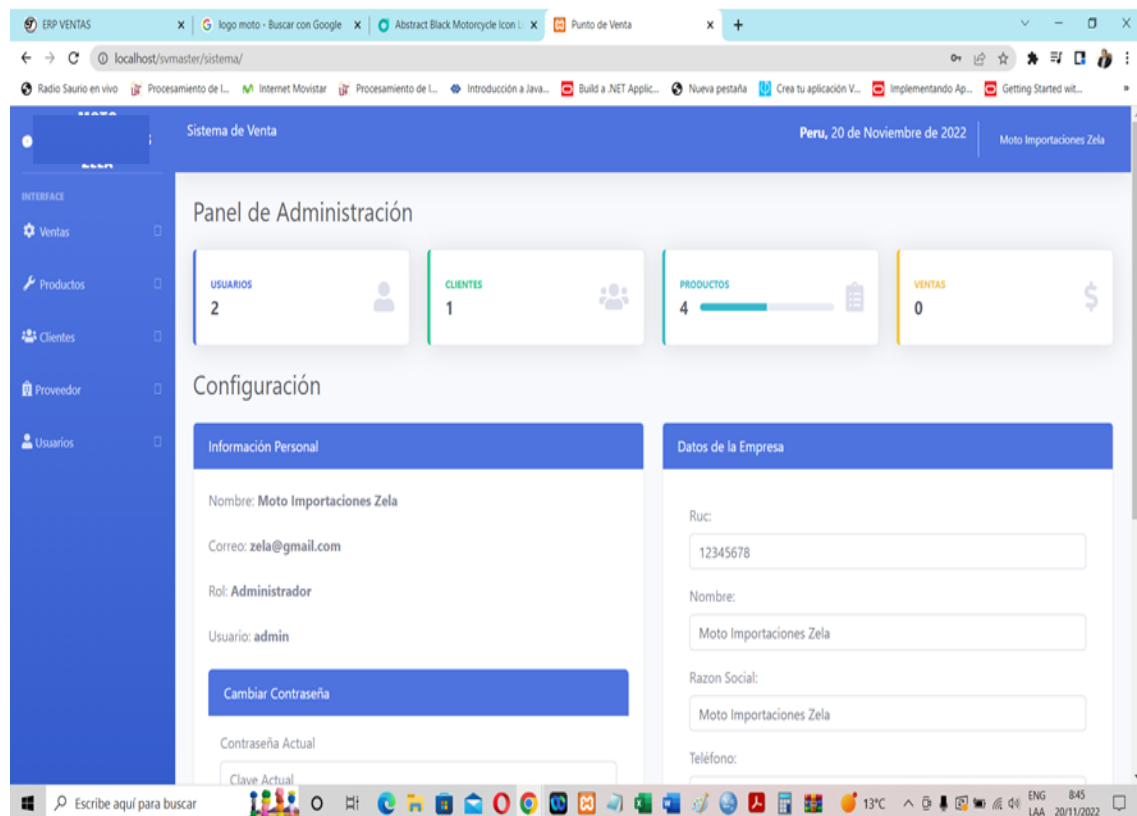 ERP VENTAS
logo moto - Buscar con Google
Abstract Black Motorcycle Icon L
Punto de Venta
localhost/svmaster/sistema/
Radio Saurio en vivo
Procesamiento de l...
Internet Movistar
Procesamiento de l...
Introducción a Java...
Build a .NET Applic...
Nueva pestaña
Crea tu aplicación V...
Implementando Ap...
Getting Started wit...
Sistema de Venta
Peru, 20 de Noviembre de 2022
Moto Importaciones Zela
INTERFACE
Ventas
Productos
Clientes
Proveedor
Usuarios
Panel de Administración
USUARIOS
2
CLIENTES
1
PRODUCTOS
4
VENTAS
0
$
Configuración
Información Personal
Nombre: Moto Importaciones Zela
Correo: zela@gmail.com
Rol: Administrador
Usuario: admin
Cambiar Contraseña
Contraseña Actual
Clave Actual
Datos de la Empresa
Ruc:
12345678
Nombre:
Moto Importaciones Zela
Razon Social:
Moto Importaciones Zela
Teléfono:
Escribe aquí para buscar
13°C
ENG
LAA
8:45
20/11/2022